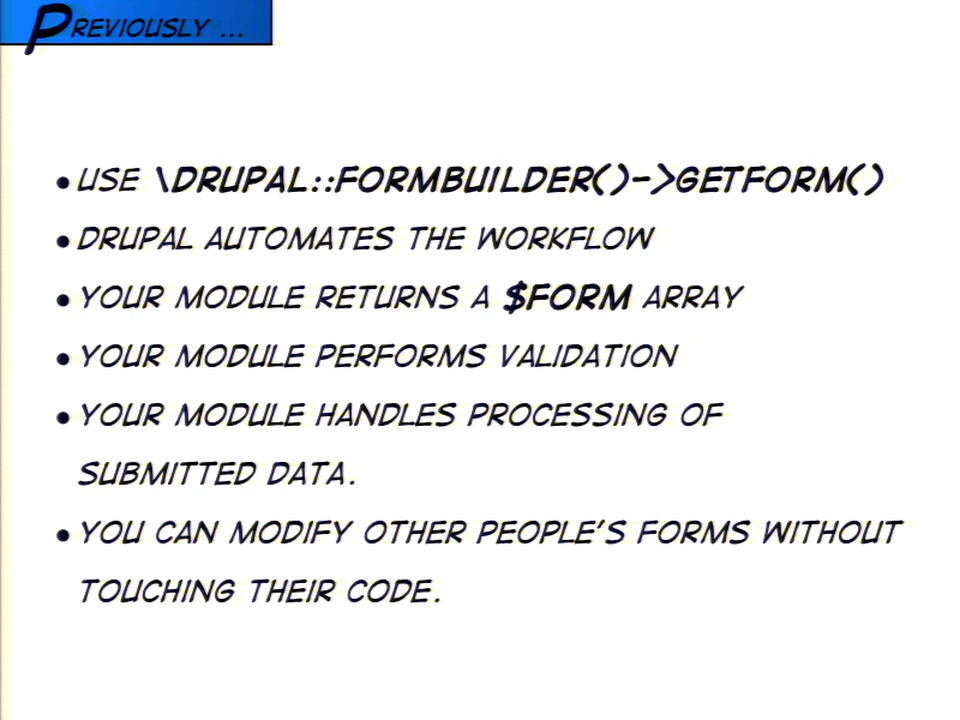 PREVIOUSLY ...
• USE \DRUPAL::FORMBUILDER()->GETFORM()
• DRUPAL AUTOMATES THE WORKFLOW
• YOUR MODULE RETURNS A $FORM ARRAY
• YOUR MODULE PERFORMS VALIDATION
• YOUR MODULE HANDLES PROCESSING OF
SUBMITTED DATA.
• YOU CAN MODIFY OTHER PEOPLE'S FORMS WITHOUT
TOUCHING THEIR CODE.